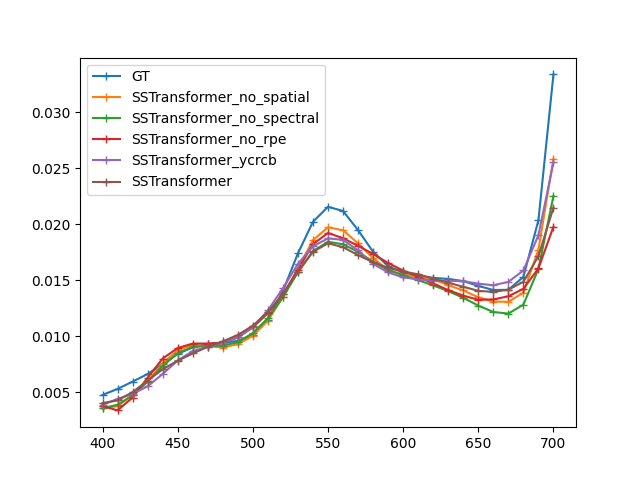 GT
SSTransformer_no_spatial
SSTransformer_no_spectral
SSTransformer_no_rpe
SSTransformer_ycrcb
SSTransformer
0.030
0.025
0.020
0.015
0.010
0.005
400 450 500 550 600 650 700